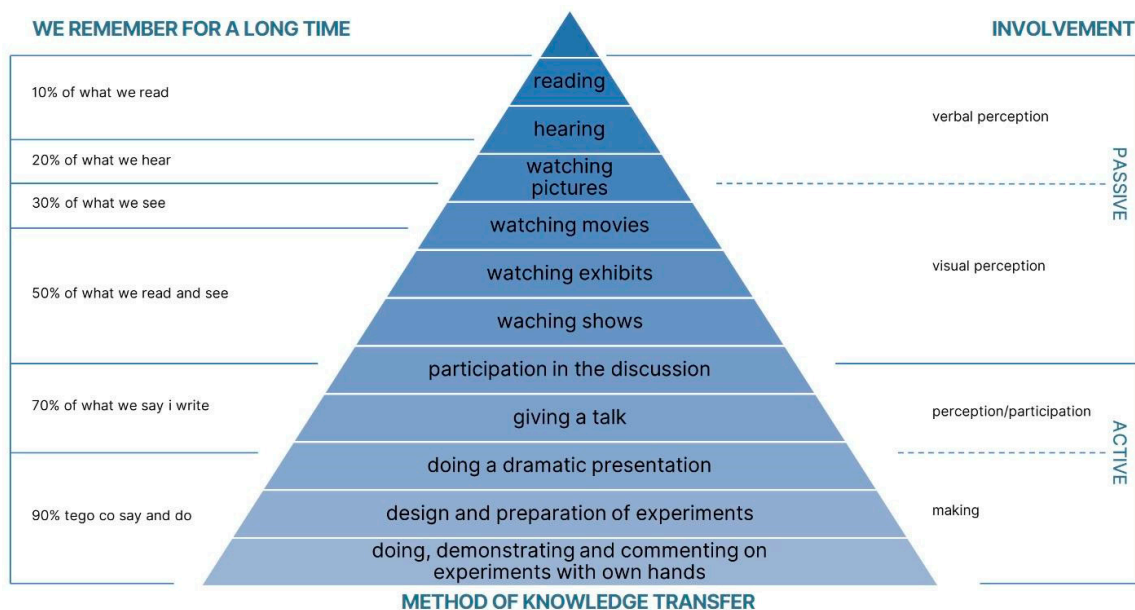 WE REMEMBER FOR A LONG TIME
INVOLVEMENT
10% of what we read
20% of what we hear
30% of what we see
50% of what we read and see
70% of what we say i write
90% tego co say and do
reading
hearing
watching
pictures
watching movies
watching exhibits
waching shows
participation in the discussion
giving a talk
doing a dramatic presentation
design and preparation of experiments
doing, demonstrating and commenting on
experiments with own hands
verbal perception
visual perception
perception/participation
making
PASSIVE
ACTIVE
METHOD OF KNOWLEDGE TRANSFER